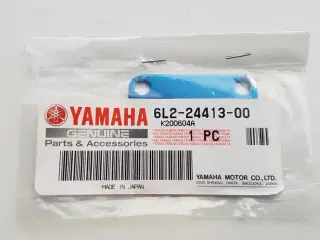 YAMAHA
GENUINE
Parts & Accessories
6L2-24413-00
K200604A
1 PC
MADE IN JAPAN
YAMAHA MOTOR CO., LTD.